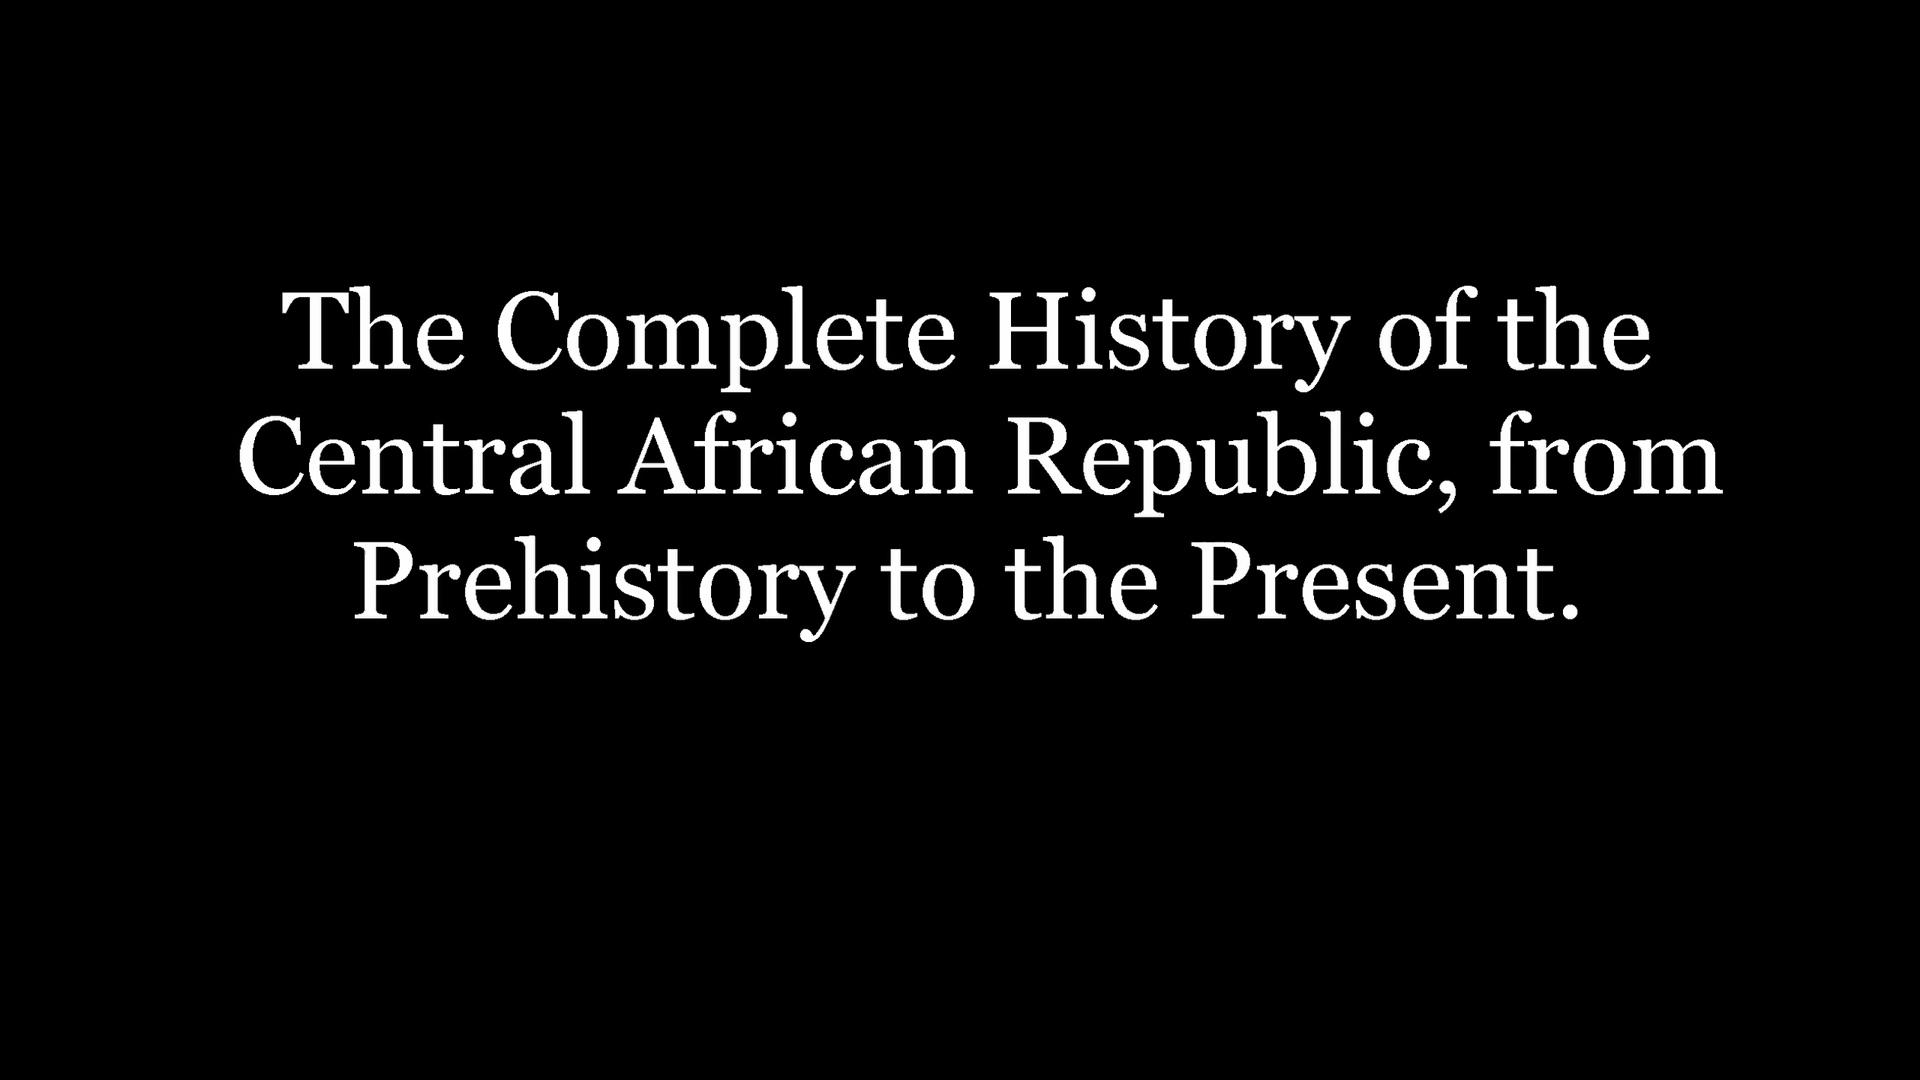 The Complete History of the
Central African Republic, from
Prehistory to the Present.